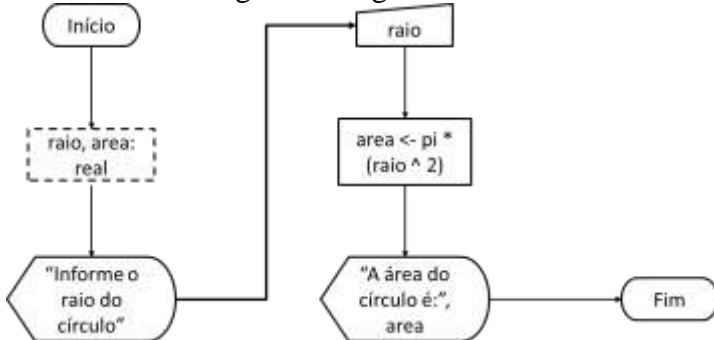 Início
raio, area:
real
"Informe o
raio do
círculo"
raio
area <- pi *
(raio ^ 2)
"A área do
círculo é:",
area
Fim